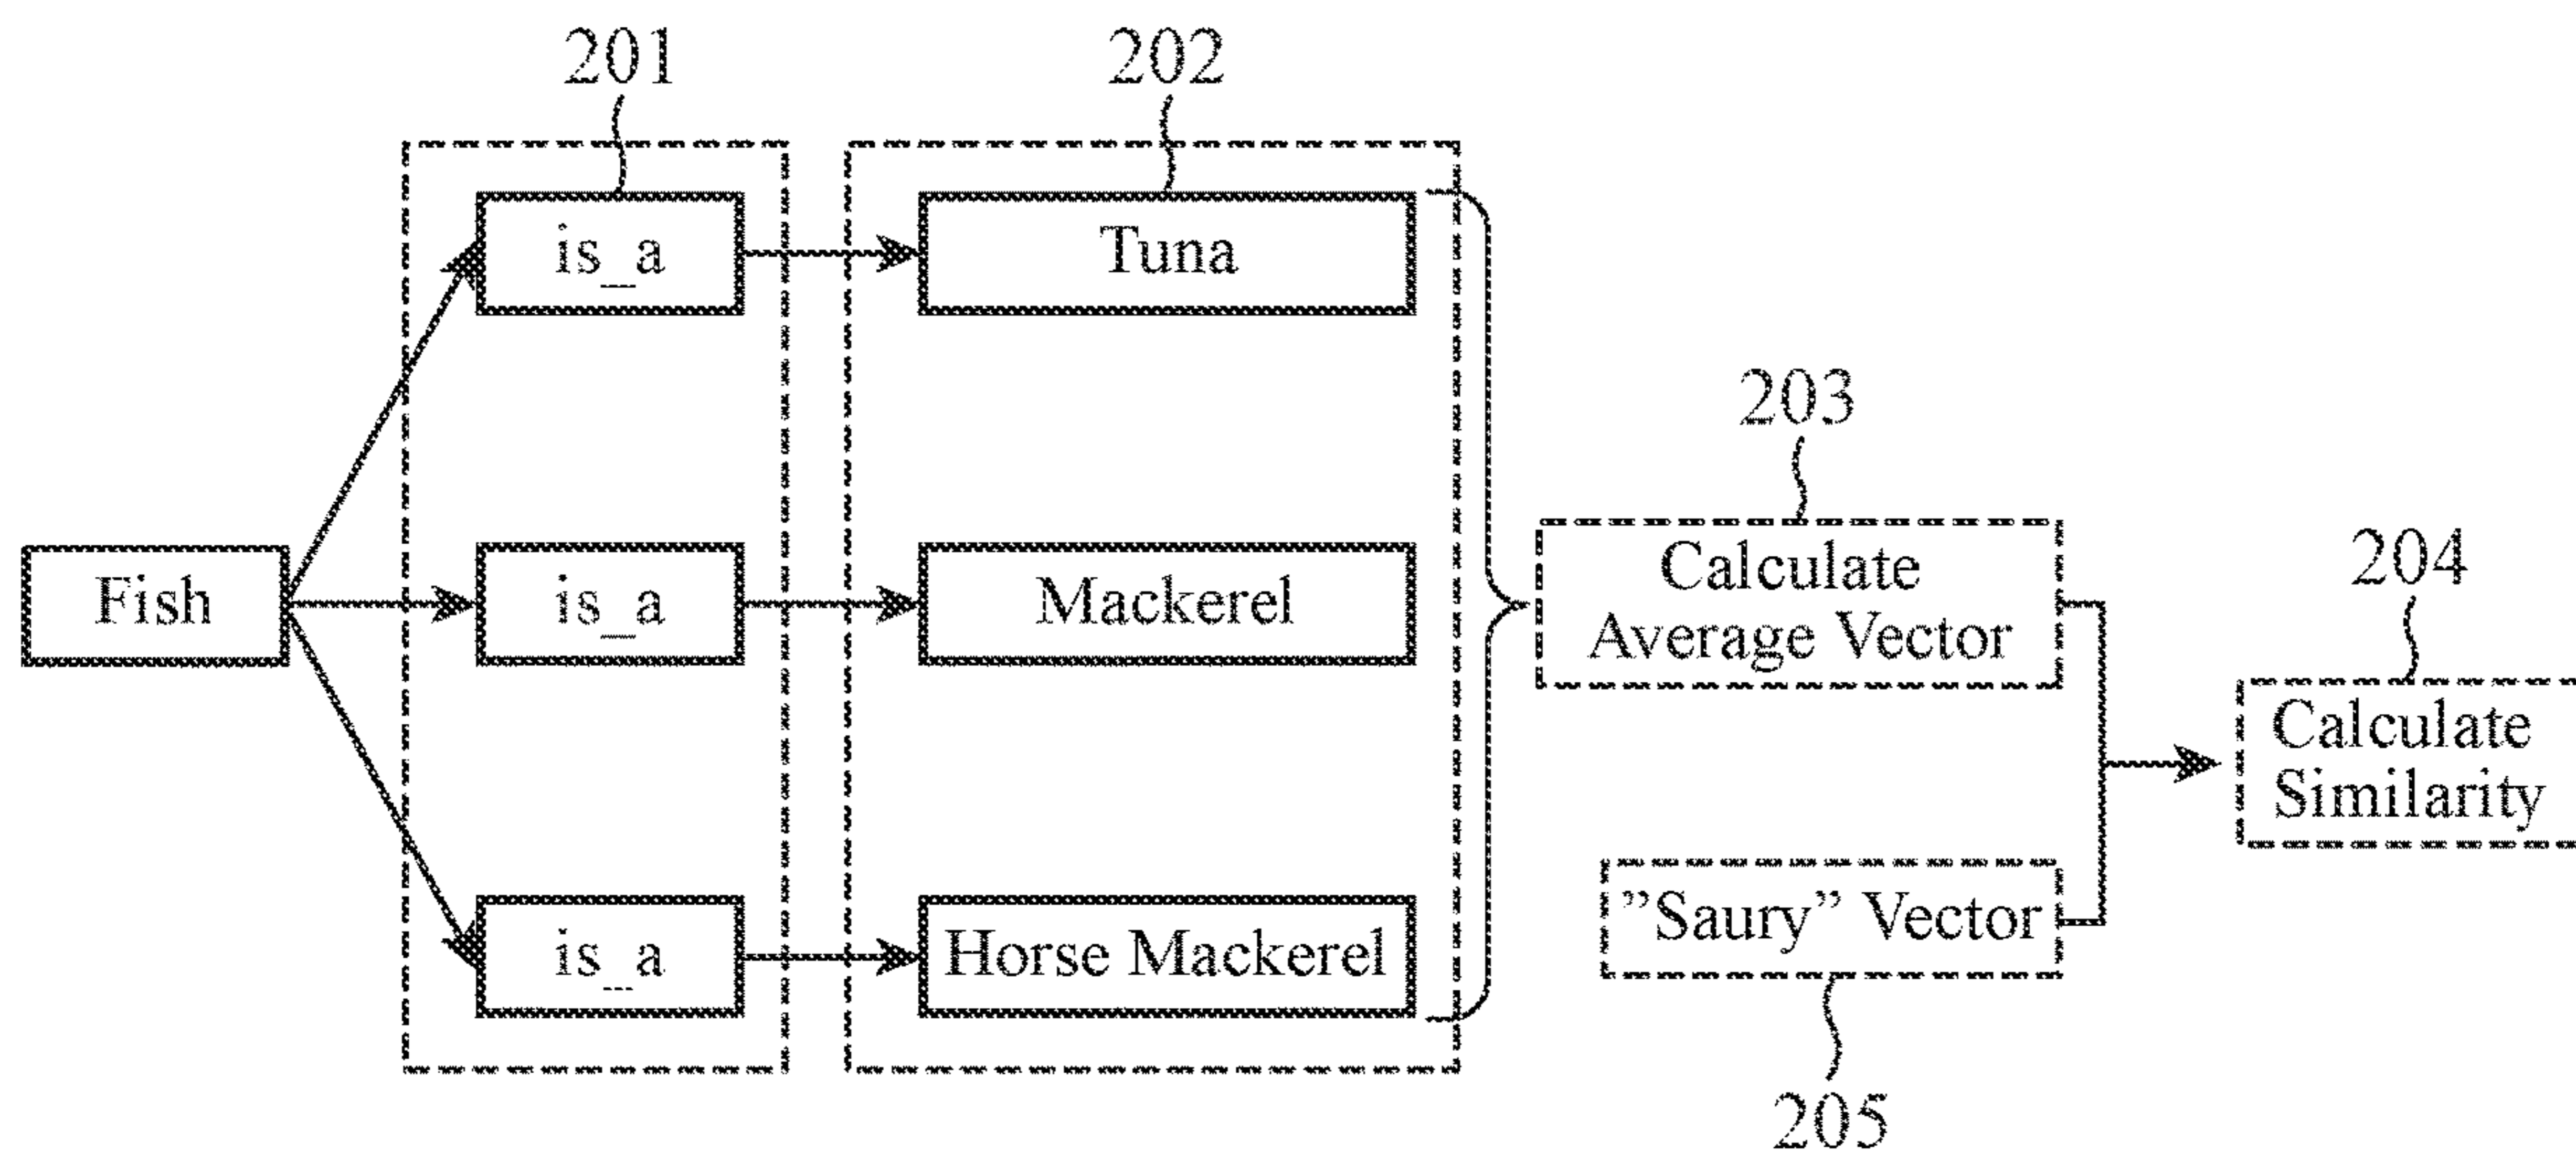 201
202
is_a
Tuna
203
Fish
is_a
Mackerel
Calculate
Average Vector
204
Calculate
Similarity
is_a
Horse Mackerel
”Saury” Vector
205